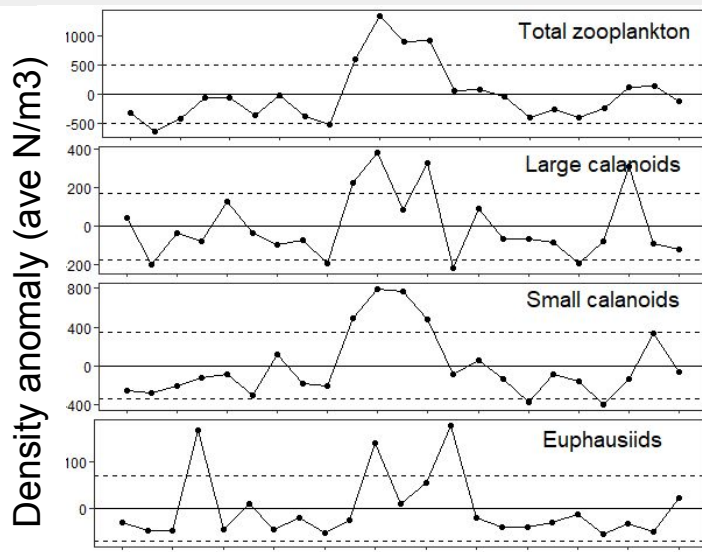 Density anomaly (ave N/m3)
Total zooplankton
1000
500
0
-500
Large calanoids
400
200
0
200
Small calanoids
800
400
0
400
Euphausiids
100
0